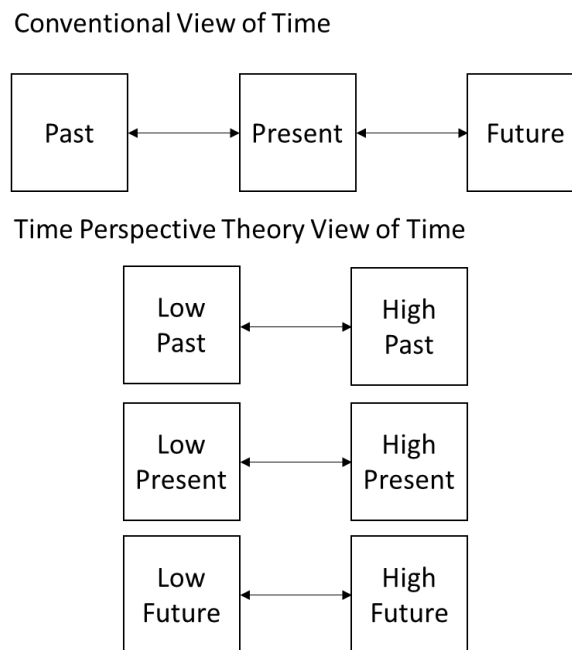 Conventional View of Time
Past
Present
Future
Time Perspective Theory View of Time
Low
Past
High
Past
Low
Present
High
Present
Low
Future
High
Future